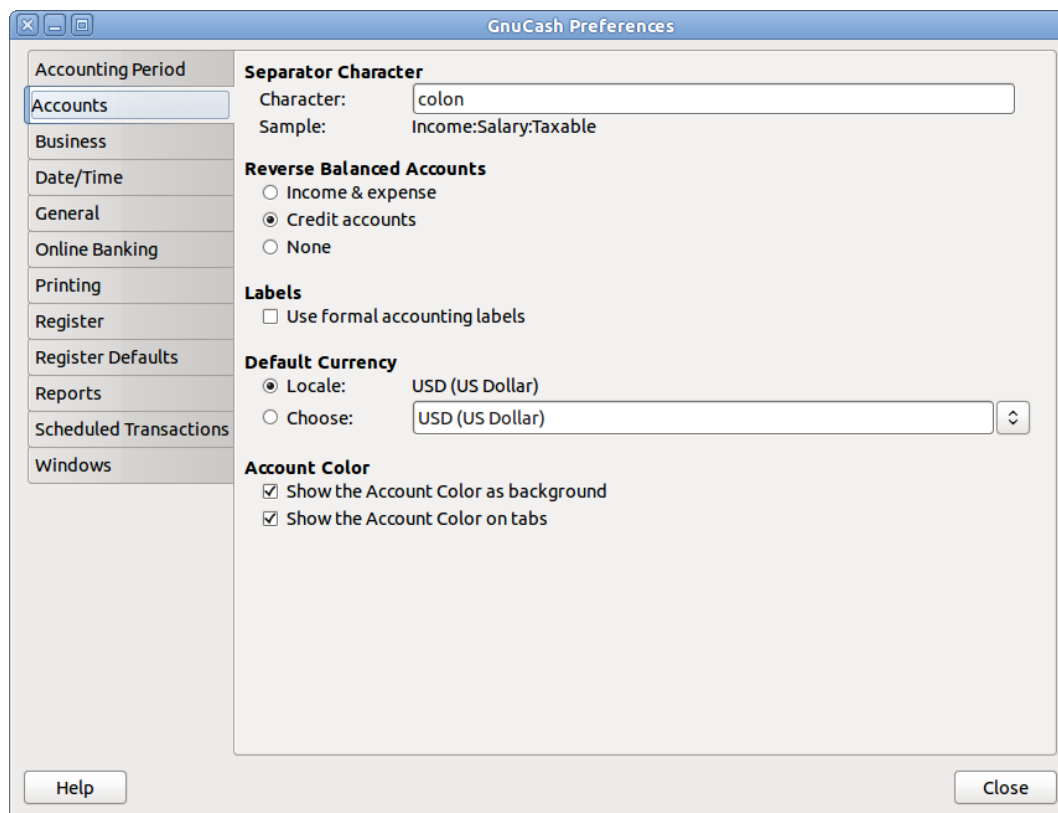 GnuCash Preferences
Accounting Period
Accounts
Business
Date/Time
General
Online Banking
Printing
Register
Register Defaults
Reports
Scheduled Transactions
Windows
Separator Character
Character: colon
Sample: Income:Salary:Taxable
Reverse Balanced Accounts
Income & expense
Credit accounts
None
Labels
Use formal accounting labels
Default Currency
Locale: USD (US Dollar)
Choose: USD (US Dollar)
Account Color
Show the Account Color as background
Show the Account Color on tabs
Help Close